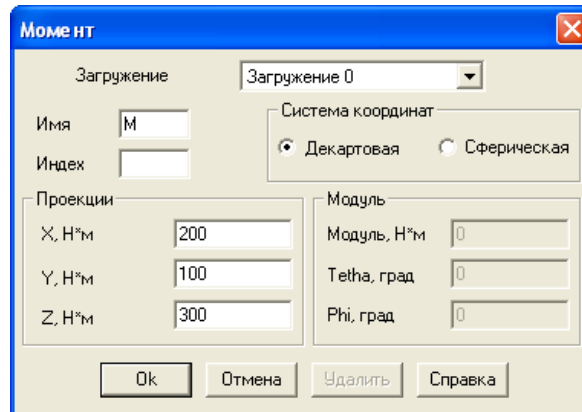 Момент
Загружение Загружение 0
Имя M
Индех
Система координат
Декартовая Сферическая
Проекции
X, Н*м 200
Y, Н*м 100
Z, Н*м 300
Модуль
Модуль, Н*м 0
Tetha, град 0
Phi, град 0
Ok Отмена Удалить Справка